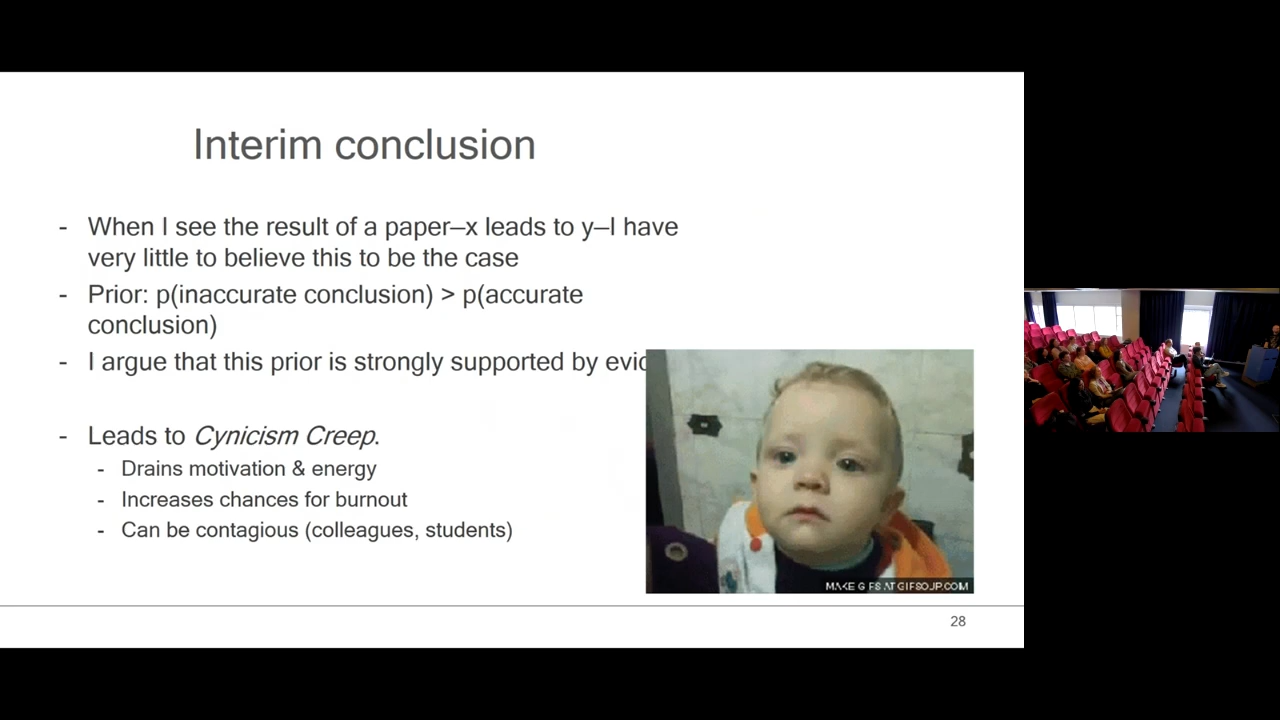 Interim conclusion
- When I see the result of a paper–x leads to y–I have
very little to believe this to be the case
- Prior: p(inaccurate conclusion) > p(accurate
conclusion)
- I argue that this prior is strongly supported by
- Leads to Cynicism Creep.
- Drains motivation & energy
- Increases chances for burnout
- Can be contagious (colleagues, students)
MAKE GIFS AT GIFSOUP.COM
28